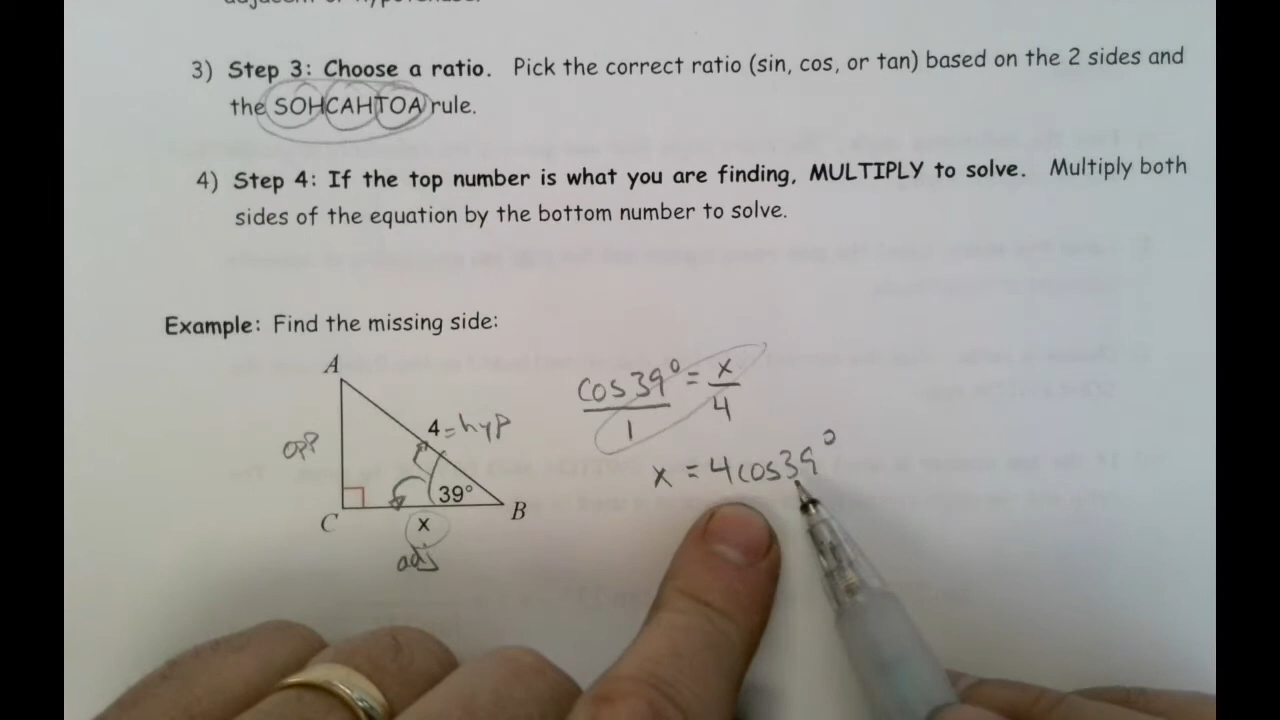 3) Step 3: Choose a ratio. Pick the correct ratio (sin, cos, or tan) based on the 2 sides and
the SOHCAHTOA rule.
4) Step 4: If the top number is what you are finding, MULTIPLY to solve. Multiply both
sides of the equation by the bottom number to solve.
Example: Find the missing side:
A
4 = hyp
opp
39°
C
B
x
adj
cos 39° = x
1 4
x = 4cos39°